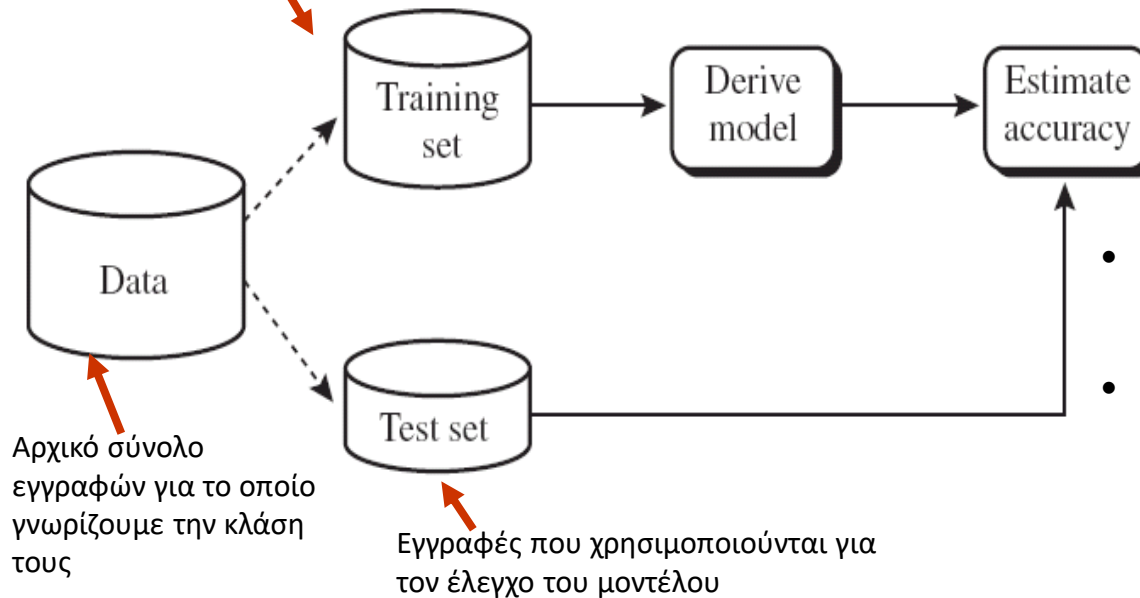 Training
set
Derive
model
Estimate
accuracy
Data
Test set
Αρχικό σύνολο
εγγραφών για το οποίο
γνωρίζουμε την κλάση
τους
Εγγραφές που χρησιμοποιούνται για
τον έλεγχο του μοντέλου
•
•